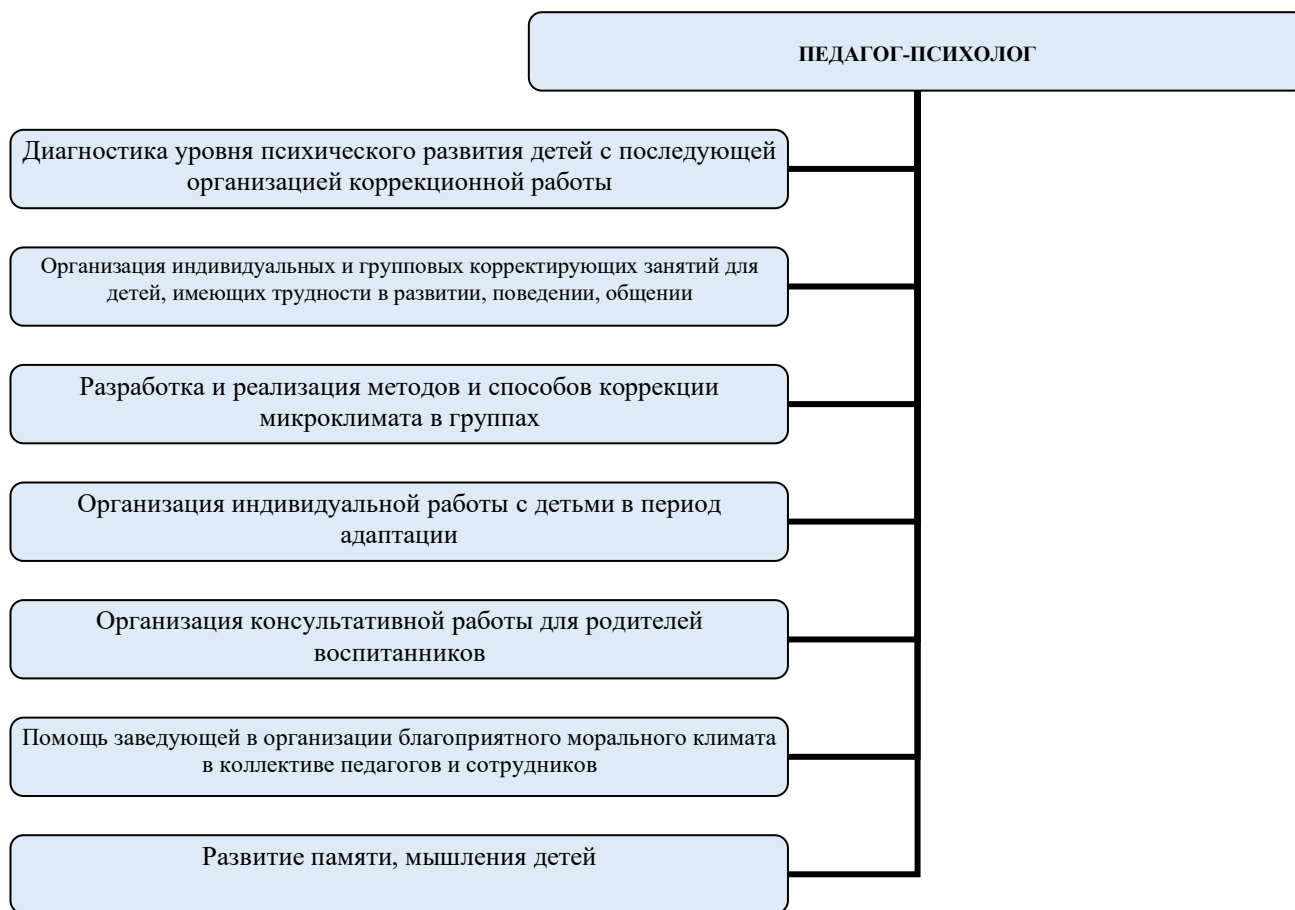 ПЕДАГОГ-ПСИХОЛОГ
Диагностика уровня психического развития детей с последующей
организацией коррекционной работы
Организация индивидуальных и групповых корректирующих занятий для
детей, имеющих трудности в развитии, поведении, общении
Разработка и реализация методов и способов коррекции
микроклимата в группах
Организация индивидуальной работы с детьми в период
адаптации
Организация консультативной работы для родителей
воспитанников
Помощь заведующей в организации благоприятного морального климата
в коллективе педагогов и сотрудников
Развитие памяти, мышления детей